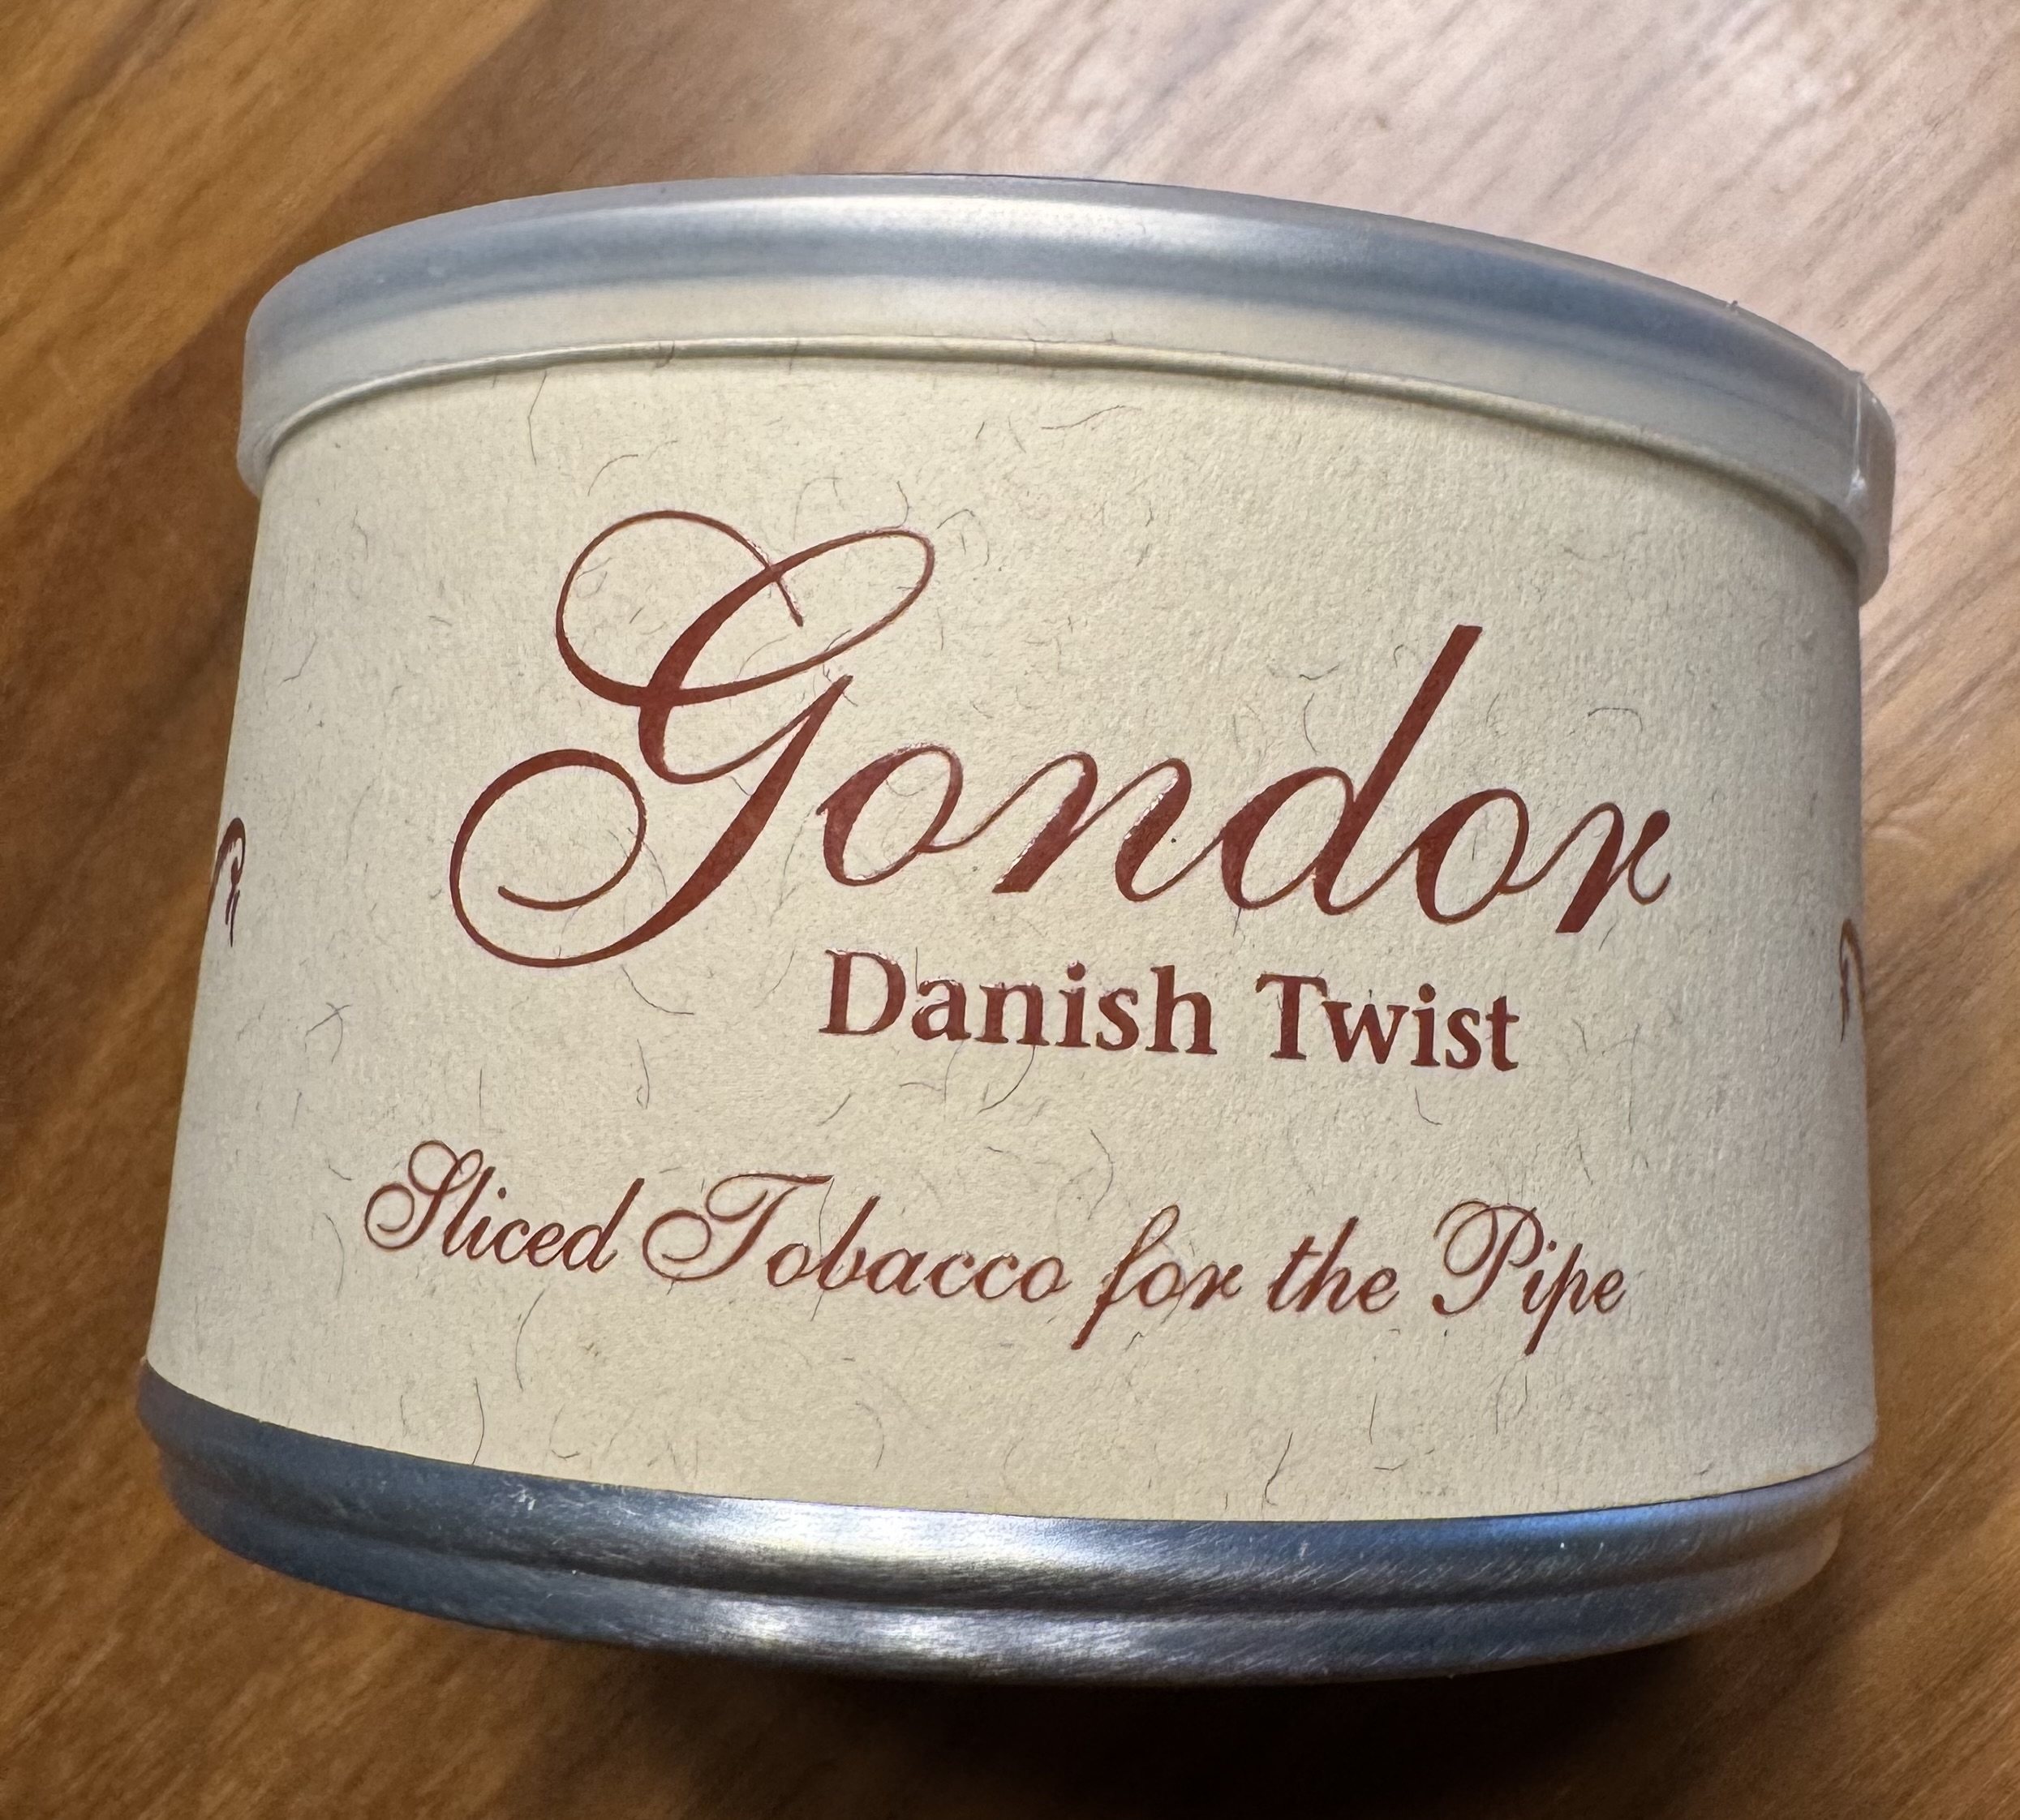 Gondor
Danish Twist
Sliced Tobacco for the Pipe